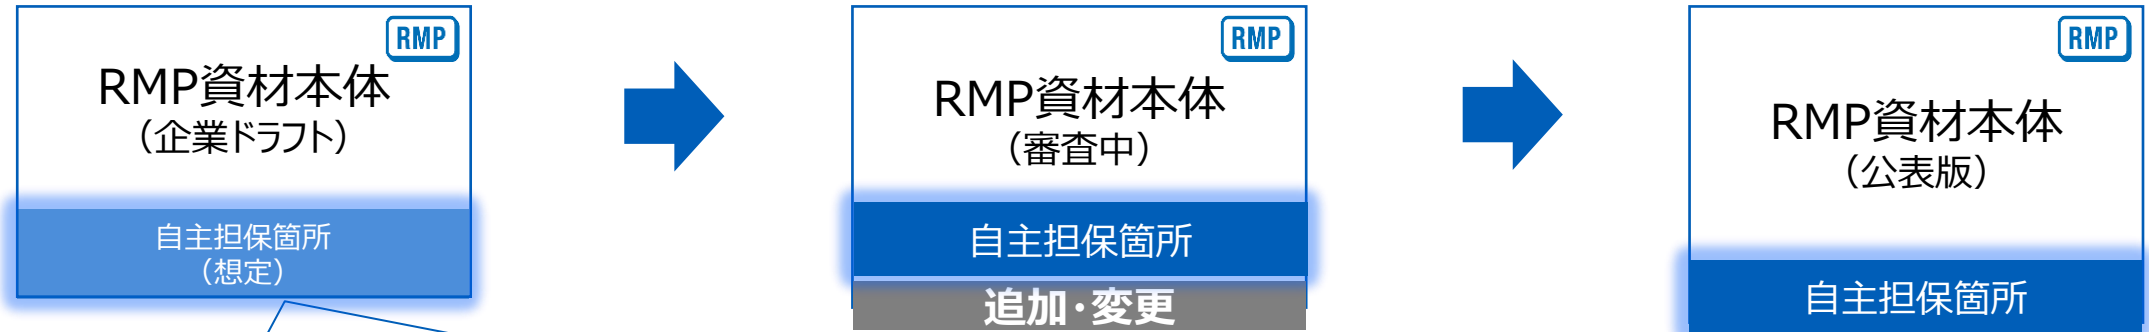 RMP
RMP資材本体
（企業ドラフト）
自主担保箇所
（想定）
RMP
RMP資材本体
（審査中）
自主担保箇所
追加・変更
RMP
RMP資材本体
（公表版）
自主担保箇所